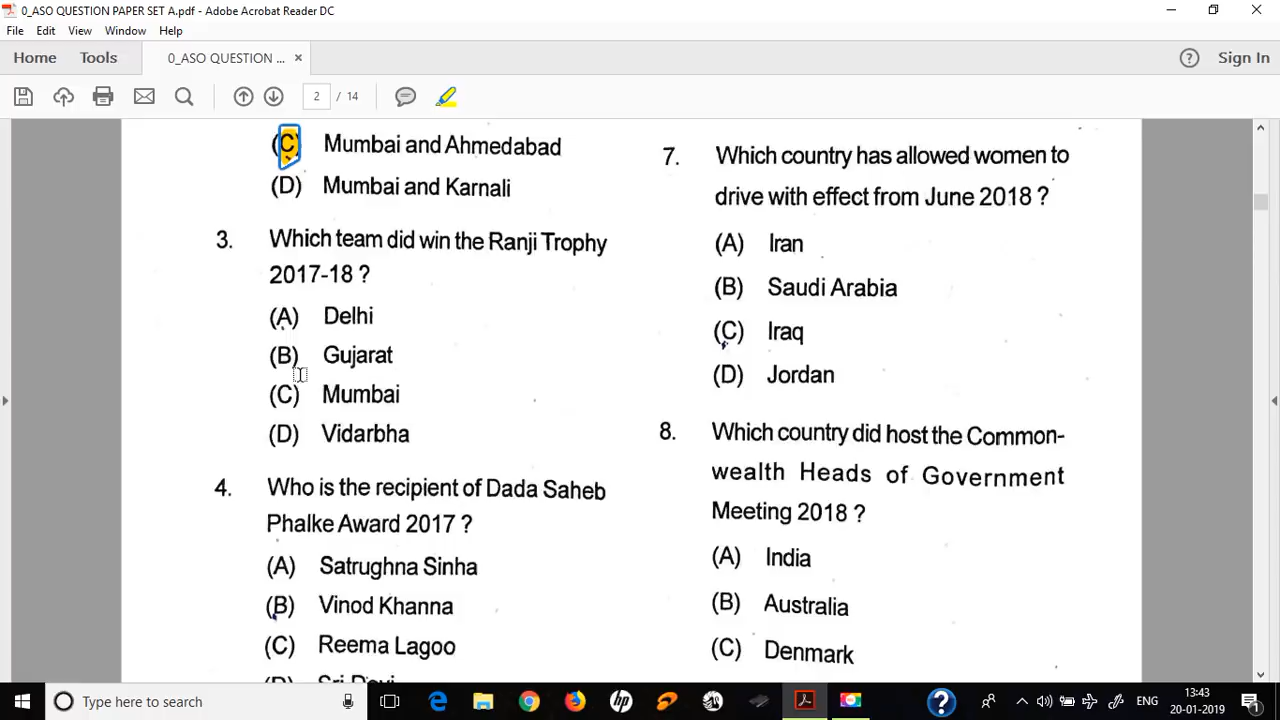 0_ASO QUESTION PAPER SET A.pdf - Adobe Acrobat Reader DC
File Edit View Window Help
Home Tools 0_ASO QUESTION ... × Sign In
2 / 14
(C) Mumbai and Ahmedabad
(D) Mumbai and Karnali
3. Which team did win the Ranji Trophy
2017-18 ?
(A) Delhi
(B) Gujarat
(C) Mumbai
(D) Vidarbha
4. Who is the recipient of Dada Saheb
Phalke Award 2017 ?
(A) Satrughna Sinha
(B) Vinod Khanna
(C) Reema Lagoo
(D) Sri Devi
7. Which country has allowed women to
drive with effect from June 2018 ?
(A) Iran
(B) Saudi Arabia
(C) Iraq
(D) Jordan
8. Which country did host the Common-
wealth Heads of Government
Meeting 2018 ?
(A) India
(B) Australia
(C) Denmark
Type here to search
ENG
13:43
20-01-2019